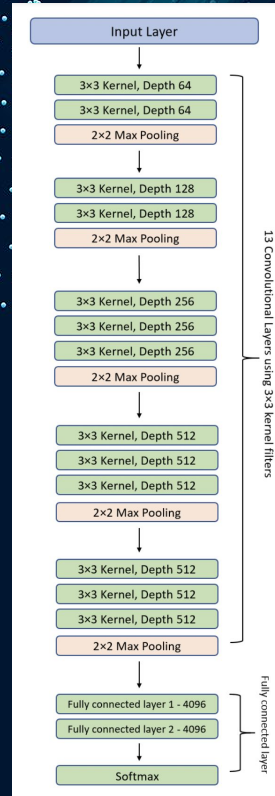 Input Layer
3×3 Kernel, Depth 64
3×3 Kernel, Depth 64
2×2 Max Pooling
3×3 Kernel, Depth 128
3×3 Kernel, Depth 128
2×2 Max Pooling
3×3 Kernel, Depth 256
3×3 Kernel, Depth 256
3×3 Kernel, Depth 256
2×2 Max Pooling
3×3 Kernel, Depth 512
3×3 Kernel, Depth 512
3×3 Kernel, Depth 512
2×2 Max Pooling
3×3 Kernel, Depth 512
3×3 Kernel, Depth 512
3×3 Kernel, Depth 512
2×2 Max Pooling
13 Convolutional Layers using 3×3 kernel filters
Fully connected layer 1 - 4096
Fully connected layer 2 - 4096
Softmax
Fully connected layer